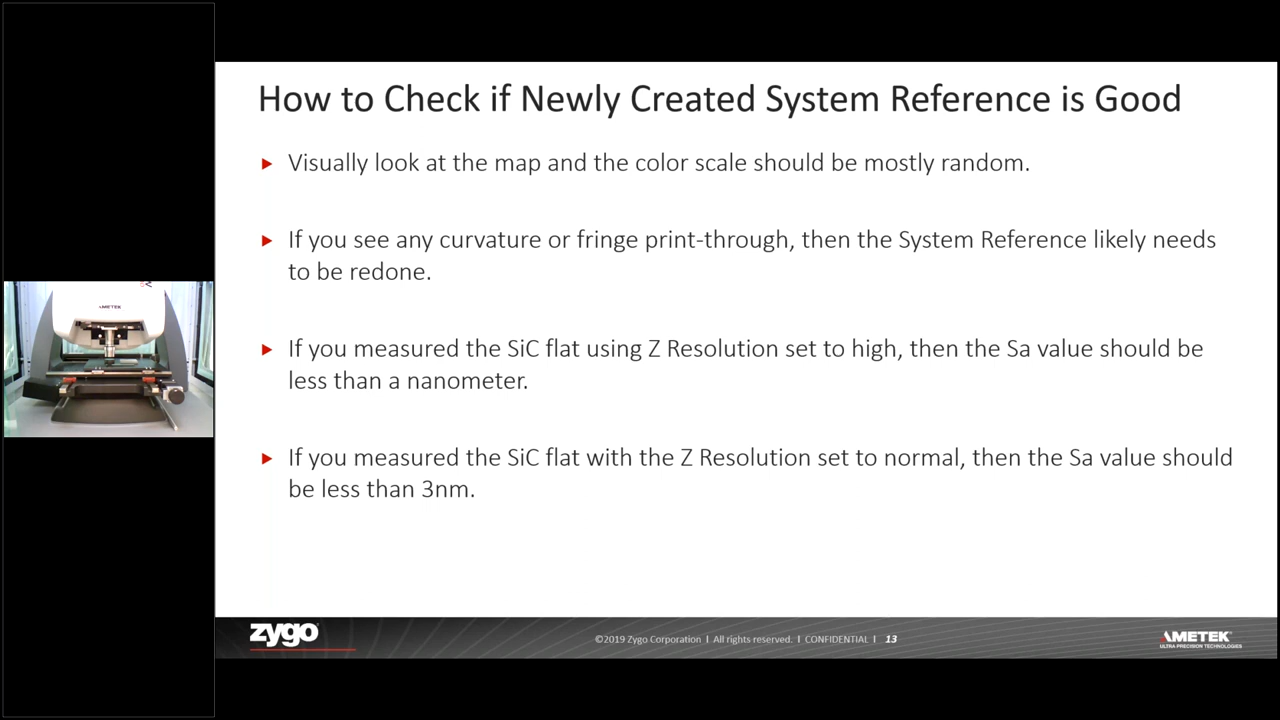 How to Check if Newly Created System Reference is Good
Visually look at the map and the color scale should be mostly random.
If you see any curvature or fringe print-through, then the System Reference likely needs
to be redone.
If you measured the SiC flat using Z Resolution set to high, then the Sa value should be
less than a nanometer.
If you measured the SiC flat with the Z Resolution set to normal, then the Sa value should
be less than 3nm.
AMETEK
zygo
©2019 Zygo Corporation | All rights reserved. | CONFIDENTIAL | 13
AMETEK
ULTRA PRECISION TECHNOLOGIES